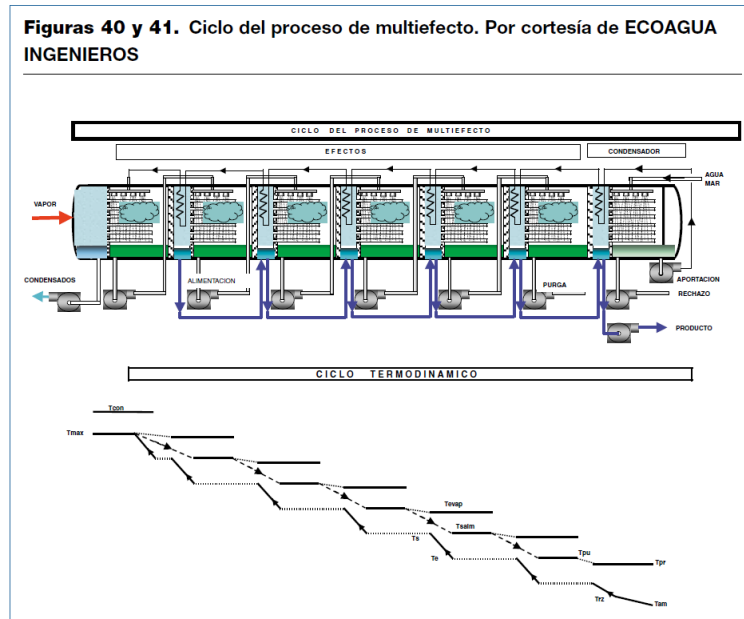 Figuras 40 y 41. Ciclo del proceso de multiefecto. Por cortesía de ECOAGUA
INGENIEROS
CICLO DEL PROCESO DE MULTIEFECTO
EFECTOS
CONDENSADOR
AGUA
MAR
VAPOR
CONDENSADOS
ALIMENTACION
PURGA
APORTACION
RECHAZO
PRODUCTO
CICLO TERMODINAMICO
Tcon
Tmax
Tevap
Tsalm
Ts
Te
Tpu
Tpr
Trz
Tam